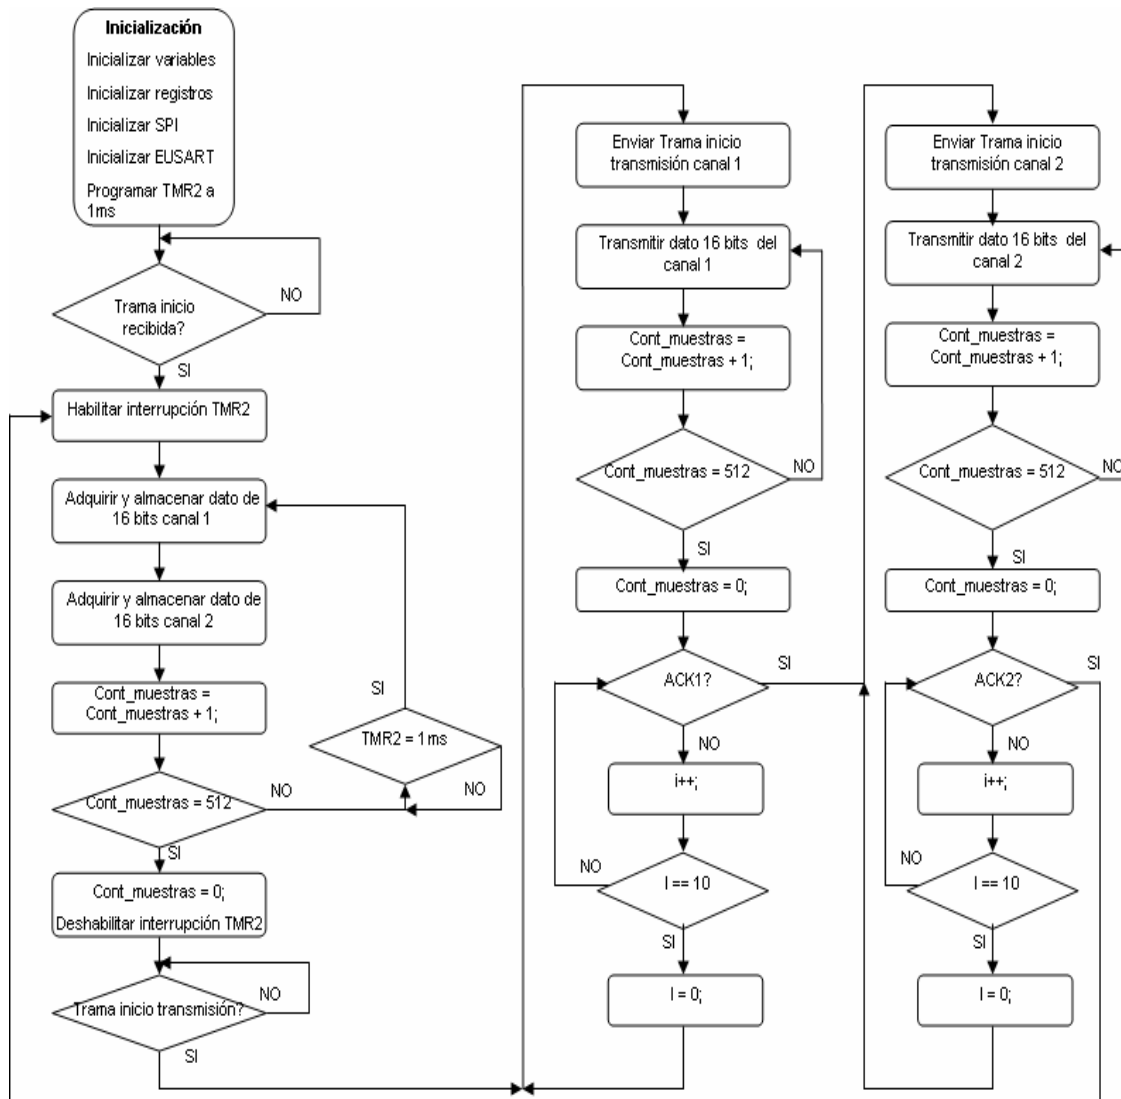 Inicialización
Inicializar variables
Inicializar registros
Inicializar SPI
Inicializar EUSART
Programar TMR2 a
1ms
Trama inicio
recibida?
NO
SI
Habilitar interrupción TMR2
Adquirir y almacenar dato de
16 bits canal 1
Adquirir y almacenar dato de
16 bits canal 2
Cont_muestras =
Cont_muestras + 1;
SI
TMR2 = 1ms
NO
Cont_muestras = 512
NO
SI
Cont_muestras = 0;
Deshabilitar interrupción TMR2
Trama inicio transmisión?
NO
SI
Enviar Trama inicio
transmisión canal 1
Transmitir dato 16 bits del
canal 1
Cont_muestras =
Cont_muestras + 1;
Cont_muestras = 512
NO
SI
Cont_muestras = 0;
ACK1?
SI
NO
i++;
NO
I == 10
SI
I = 0;
Enviar Trama inicio
transmisión canal 2
Transmitir dato 16 bits del
canal 2
Cont_muestras =
Cont_muestras + 1;
Cont_muestras = 512
NO
SI
Cont_muestras = 0;
ACK2?
SI
NO
i++;
NO
I == 10
SI
I = 0;